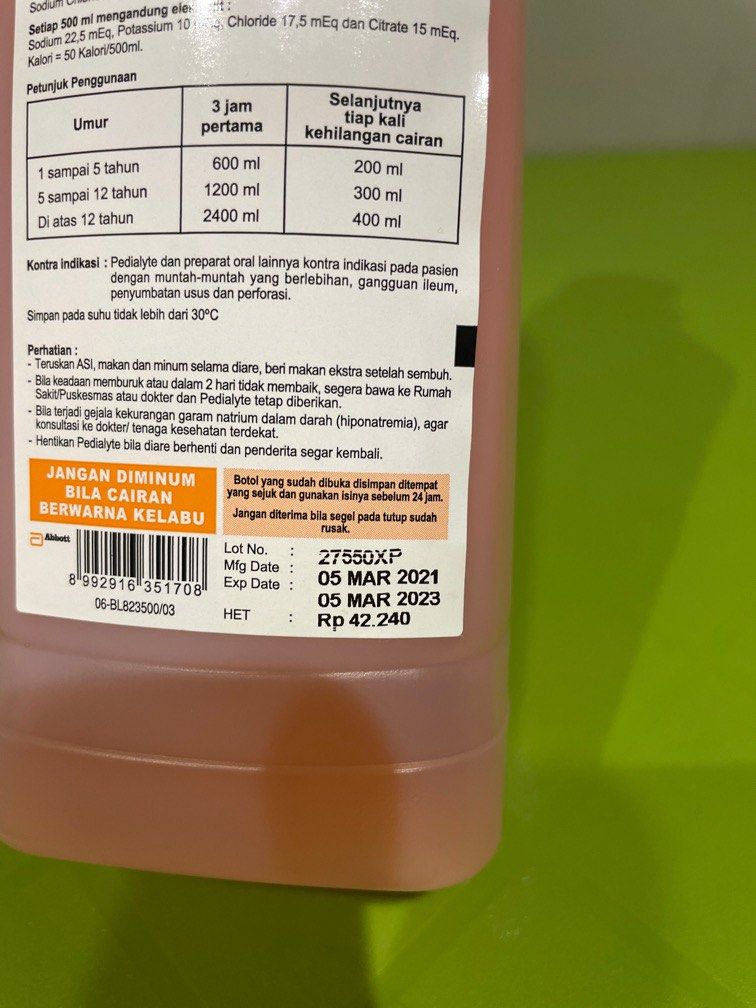 Sodium
Setiap 500 ml mengandung :
Sodium 22,5 mEq, Potassium 10 Chloride 17,5 mEq dan Citrate 15 mEq.
Kalori = 50 Kalori/500ml.
Petunjuk Penggunaan
Umur
3 jam
pertama
Selanjutnya
tiap kali
kehilangan cairan
1 sampai 5 tahun 600 ml 200 ml
5 sampai 12 tahun 1200 ml 300 ml
Di atas 12 tahun 2400 ml 400 ml
Kontra indikasi : Pedialyte dan preparat oral lainnya kontra indikasi pada pasien
dengan muntah-muntah yang berlebihan, gangguan ileum,
penyumbatan usus dan perforasi.
Simpan pada suhu tidak lebih dari 30ºC
Perhatian :
- Teruskan ASI, makan dan minum selama diare, beri makan ekstra setelah sembuh.
- Bila keadaan memburuk atau dalam 2 hari tidak membaik, segera bawa ke Rumah
Sakit/Puskesmas atau dokter dan Pedialyte tetap diberikan.
- Bila terjadi gejala kekurangan garam natrium dalam darah (hiponatremia), agar
konsultasi ke dokter/ tenaga kesehatan terdekat.
- Hentikan Pedialyte bila diare berhenti dan penderita segar kembali.
JANGAN DIMINUM
BILA CAIRAN
BERWARNA KELABU
Botol yang sudah dibuka disimpan ditempat
yang sejuk dan gunakan isinya sebelum 24 jam.
Jangan diterima bila segel pada tutup sudah
rusak.
Abbott
8 992916 351708
06-BL823500/03
Lot No. : 27550XP
Mfg Date : 05 MAR 2021
Exp Date : 05 MAR 2023
HET : Rp 42.240